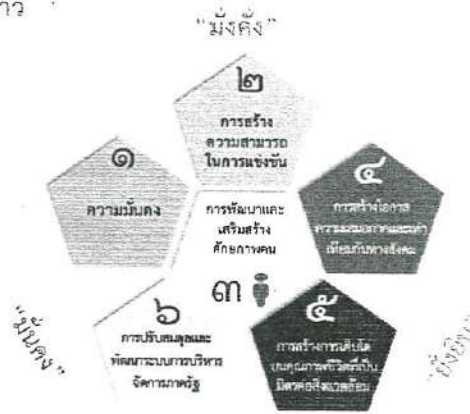 าว
“มั่งคั่ง”
๒
การสร้าง
ความสามารถ
ในการแข่งขัน
๑
ความมั่นคง
๔
การสร้างโอกาส
ความเสมอภาคและเท่า
เทียมกันทางสังคม
การพัฒนาและ
เสริมสร้าง
ศักยภาพคน
๓
๖
การปรับสมดุลและ
พัฒนาระบบการบริหาร
จัดการภาครัฐ
๕
การสร้างการเติบโต
บนคุณภาพชีวิตที่เป็น
มิตรต่อสิ่งแวดล้อม
“มั่นคง”
“ยั่งยืน”